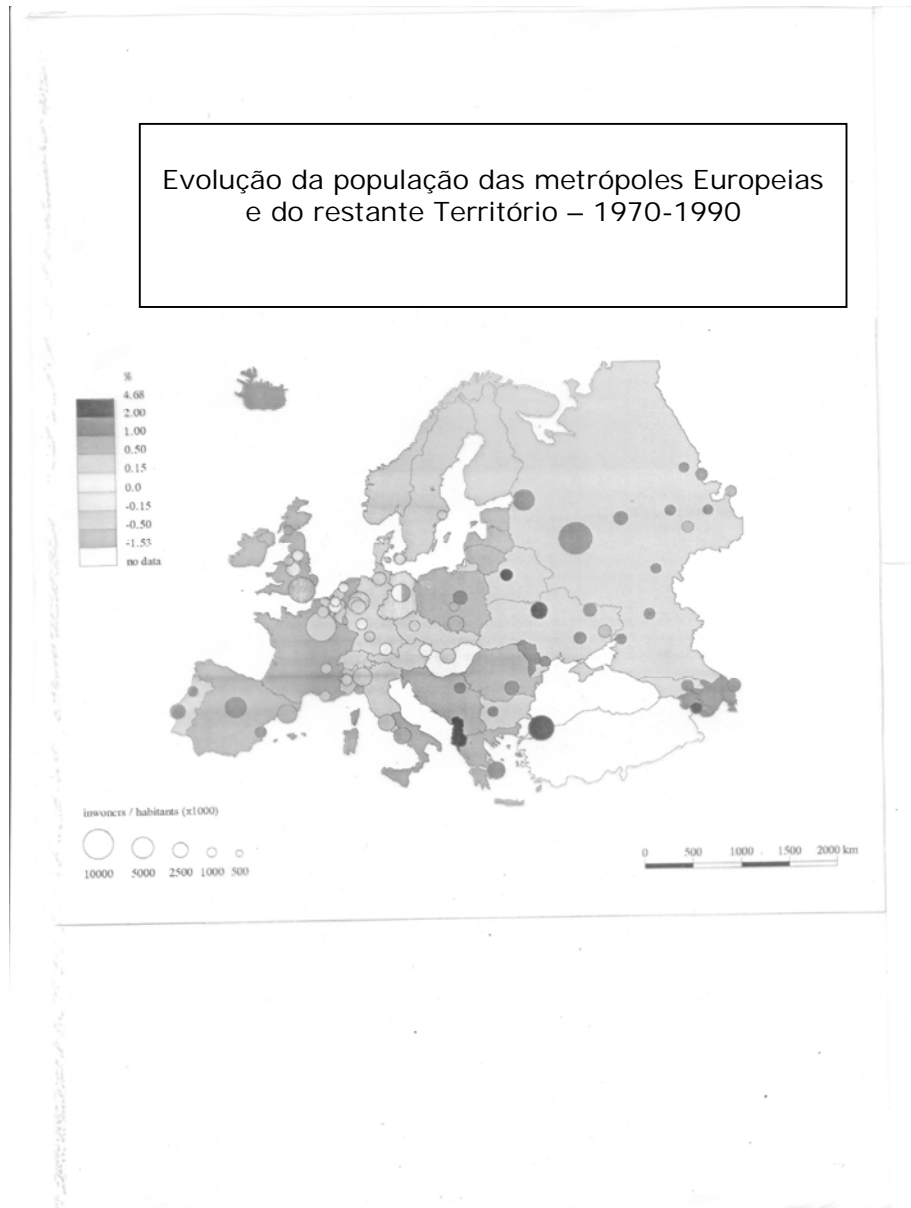 Evolução da população das metrópoles Europeias
e do restante Território – 1970-1990
%
4.68
2.00
1.00
0.50
0.15
0.0
-0.15
-0.50
-1.53
no data
inwoners / habitants (x1000)
10000 5000 2500 1000 500
0 500 1000 1500 2000 km